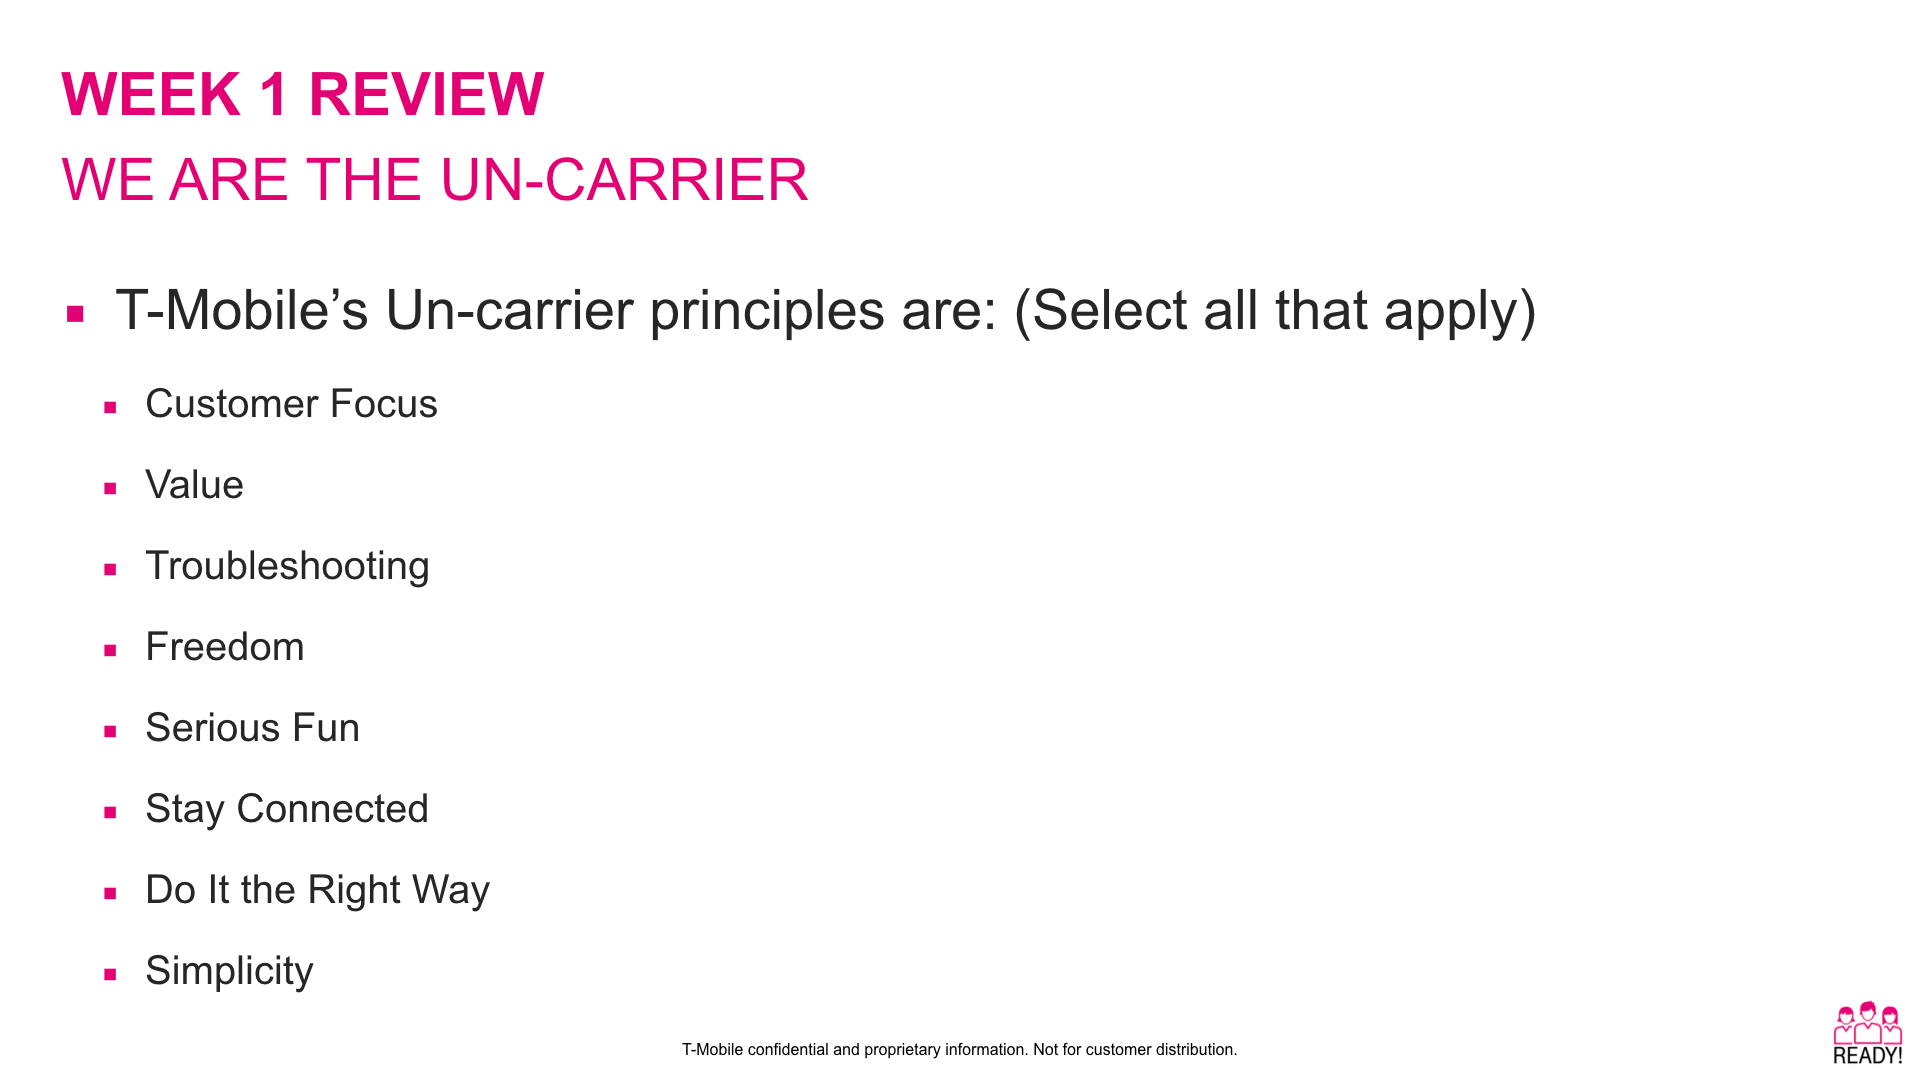 WEEK 1 REVIEW
WE ARE THE UN-CARRIER
T-Mobile’s Un-carrier principles are: (Select all that apply)
Customer Focus
Value
Troubleshooting
Freedom
Serious Fun
Stay Connected
Do It the Right Way
Simplicity
T-Mobile confidential and proprietary information. Not for customer distribution.
READY!